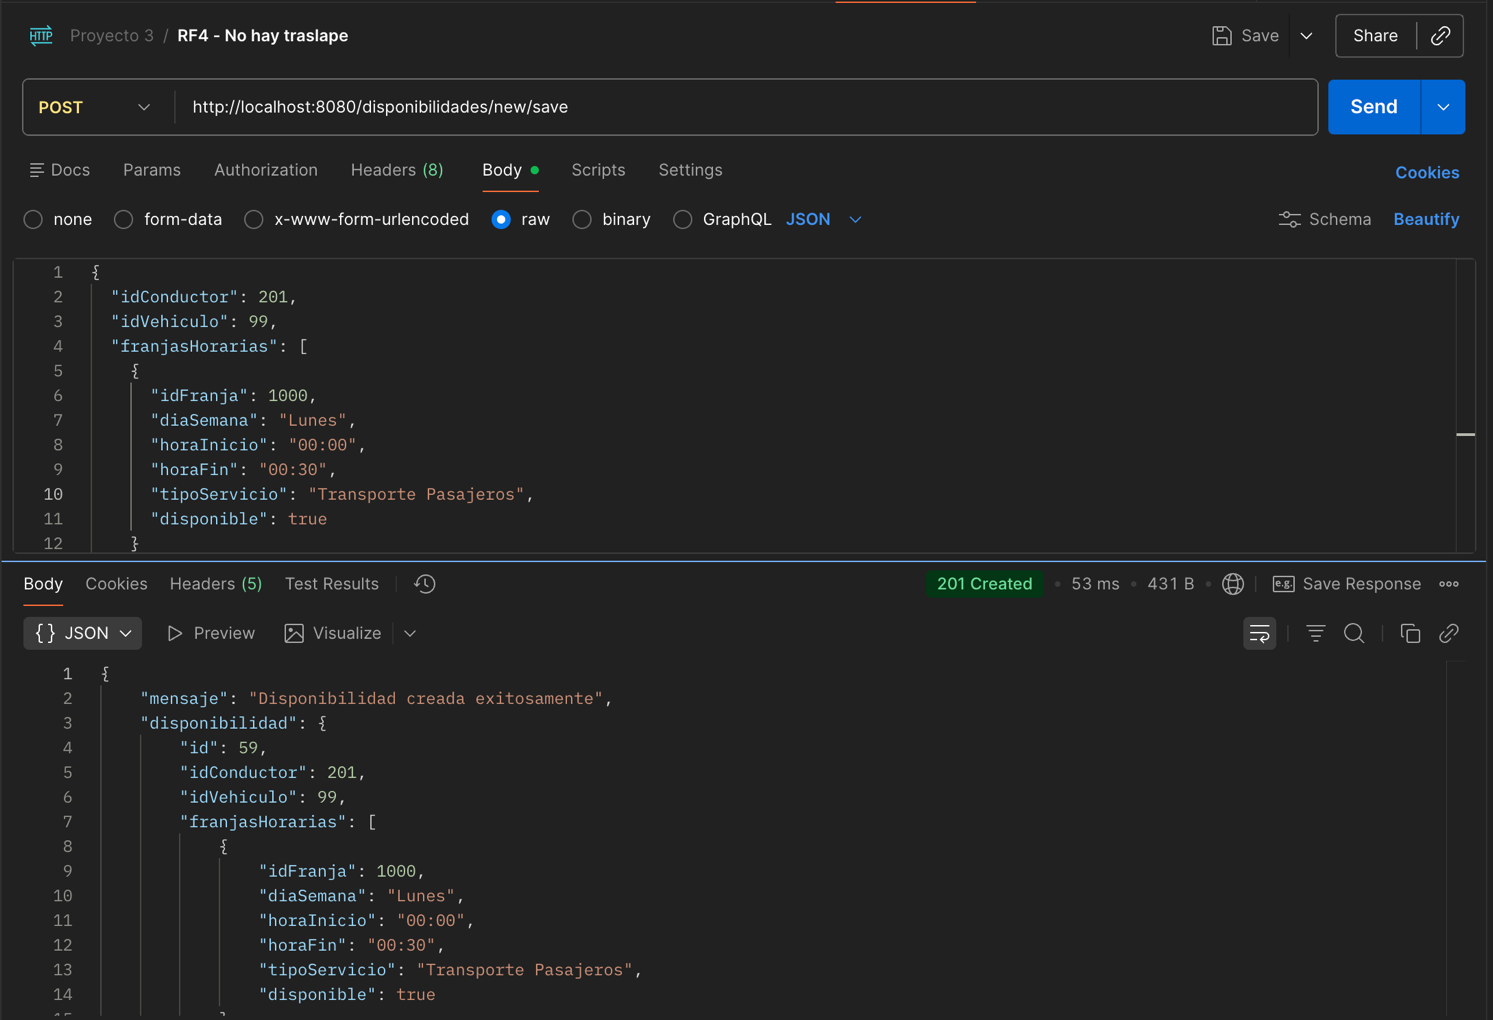 HTTP Proyecto 3 / RF4 - No hay traslape Save Share
POST http://localhost:8080/disponibilidades/new/save Send
Docs Params Authorization Headers (8) Body Scripts Settings Cookies
none form-data x-www-form-urlencoded raw binary GraphQL JSON Schema Beautify
1 {
2 "idConductor": 201,
3 "idVehiculo": 99,
4 "franjasHorarias": [
5 {
6 "idFranja": 1000,
7 "diaSemana": "Lunes",
8 "horaInicio": "00:00",
9 "horaFin": "00:30",
10 "tipoServicio": "Transporte Pasajeros",
11 "disponible": true
12 }
Body Cookies Headers (5) Test Results 201 Created • 53 ms • 431 B • e.g. Save Response
{} JSON Preview Visualize
1 {
2 "mensaje": "Disponibilidad creada exitosamente",
3 "disponibilidad": {
4 "id": 59,
5 "idConductor": 201,
6 "idVehiculo": 99,
7 "franjasHorarias": [
8 {
9 "idFranja": 1000,
10 "diaSemana": "Lunes",
11 "horaInicio": "00:00",
12 "horaFin": "00:30",
13 "tipoServicio": "Transporte Pasajeros",
14 "disponible": true